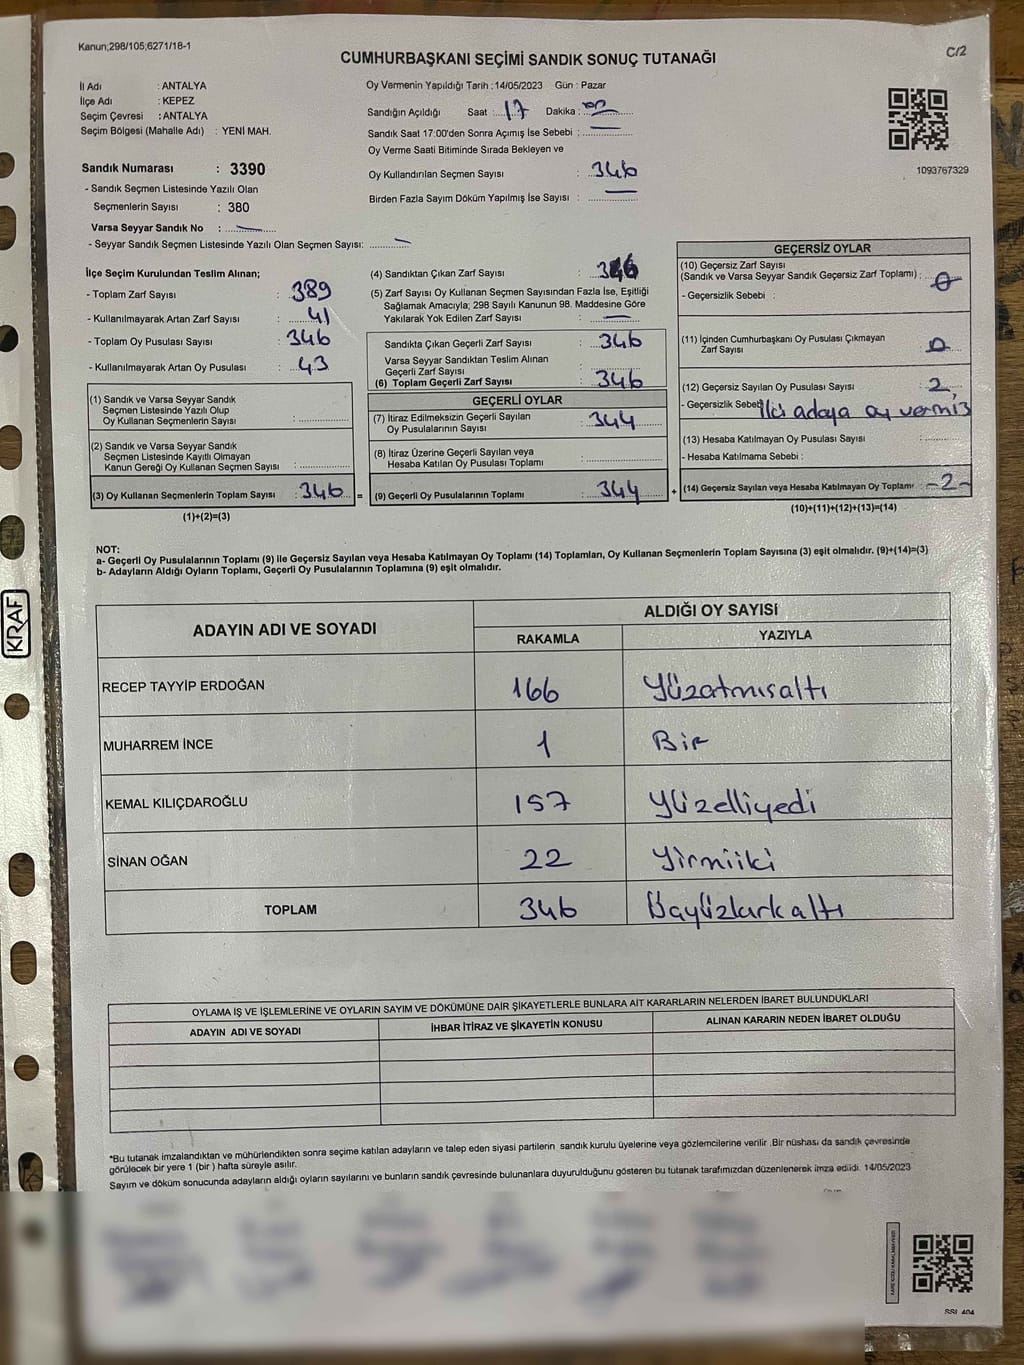 Kanun;298/105;6271/18-1
C/2
CUMHURBAŞKANI SEÇİMİ SANDIK SONUÇ TUTANAĞI
İl Adı : ANTALYA
İlçe Adı : KEPEZ
Seçim Çevresi : ANTALYA
Seçim Bölgesi (Mahalle Adı) : YENİ MAH.
Oy Vermenin Yapıldığı Tarih : 14/05/2023 Gün : Pazar
Sandığın Açıldığı Saat : 17 Dakika :
Sandık Saat 17:00'den Sonra Açımış İse Sebebi :
Oy Verme Saati Bitiminde Sırada Bekleyen ve
Oy Kullandırılan Seçmen Sayısı : 346
Birden Fazla Sayım Döküm Yapılmış İse Sayısı :
1093767329
Sandık Numarası : 3390
- Sandık Seçmen Listesinde Yazılı Olan
Seçmenlerin Sayısı : 380
Varsa Seyyar Sandık No :
- Seyyar Sandık Seçmen Listesinde Yazılı Olan Seçmen Sayısı:
İlçe Seçim Kurulundan Teslim Alınan;
- Toplam Zarf Sayısı : 389
- Kullanılmayarak Artan Zarf Sayısı : 41
- Toplam Oy Pusulası Sayısı : 346
- Kullanılmayarak Artan Oy Pusulası : 43
(1) Sandık ve Varsa Seyyar Sandık
Seçmen Listesinde Yazılı Olup
Oy Kullanan Seçmenlerin Sayısı :
(2) Sandık ve Varsa Seyyar Sandık
Seçmen Listesinde Kayıtlı Olmayan
Kanun Gereği Oy Kullanan Seçmen Sayısı :
(3) Oy Kullanan Seçmenlerin Toplam Sayısı : 346 =
(1)+(2)=(3)
(4) Sandıktan Çıkan Zarf Sayısı : 346
(5) Zarf Sayısı Oy Kullanan Seçmen Sayısından Fazla İse, Eşitliği
Sağlamak Amacıyla; 298 Sayılı Kanunun 98. Maddesine Göre
Yakılarak Yok Edilen Zarf Sayısı :
Sandıkta Çıkan Geçerli Zarf Sayısı : 346
Varsa Seyyar Sandıktan Teslim Alınan
Geçerli Zarf Sayısı :
(6) Toplam Geçerli Zarf Sayısı 346
GEÇERLİ OYLAR
(7) İtiraz Edilmeksizin Geçerli Sayılan
Oy Pusulalarının Sayısı : 344
(8) İtiraz Üzerine Geçerli Sayılan veya
Hesaba Katılan Oy Pusulası Toplamı :
(9) Geçerli Oy Pusulalarının Toplamı : 344 +
GEÇERSİZ OYLAR
(10) Geçersiz Zarf Sayısı
(Sandık ve Varsa Seyyar Sandık Geçersiz Zarf Toplamı) : 0
- Geçersizlik Sebebi :
(11) İçinden Cumhurbaşkanı Oy Pusulası Çıkmayan
Zarf Sayısı : 0
(12) Geçersiz Sayılan Oy Pusulası Sayısı : 2
- Geçersizlik Sebebi İki adaya oy vermiş
(13) Hesaba Katılmayan Oy Pusulası Sayısı :
- Hesaba Katılmama Sebebi :
(14) Geçersiz Sayılan veya Hesaba Katılmayan Oy Toplamı : -2-
(10)+(11)+(12)+(13)=(14)
NOT:
a- Geçerli Oy Pusulalarının Toplamı (9) ile Geçersiz Sayılan veya Hesaba Katılmayan Oy Toplamı (14) Toplamları, Oy Kullanan Seçmenlerin Toplam Sayısına (3) eşit olmalıdır. (9)+(14)=(3)
b- Adayların Aldığı Oyların Toplamı, Geçerli Oy Pusulalarının Toplamına (9) eşit olmalıdır.
ADAYIN ADI VE SOYADI ALDIĞI OY SAYISI
RAKAMLA YAZIYLA
RECEP TAYYİP ERDOĞAN 166 Yüzatmışaltı
MUHARREM İNCE 1 Bir
KEMAL KILIÇDAROĞLU 157 Yüzelliyedi
SİNAN OĞAN 22 Yirmiiki
TOPLAM 346 Üçyüzkırkaltı
OYLAMA İŞ VE İŞLEMLERİNE VE OYLARIN SAYIM VE DÖKÜMÜNE DAİR ŞİKAYETLERLE BUNLARA AİT KARARLARIN NELERDEN İBARET BULUNDUKLARI
ADAYIN ADI VE SOYADI İHBAR İTİRAZ VE ŞİKAYETİN KONUSU ALINAN KARARIN NEDEN İBARET OLDUĞU
*Bu tutanak imzalandıktan ve mühürlendikten sonra seçime katılan adayların ve talep eden siyasi partilerin sandık kurulu üyelerine veya gözlemcilerine verilir .Bir nüshası da sandık çevresinde
görülecek bir yere 1 (bir ) hafta süreyle asılır.
Sayım ve döküm sonucunda adayların aldığı oyların sayılarını ve bunların sandık çevresinde bulunanlara duyurulduğunu gösteren bu tutanak tarafımızdan düzenlenerek imza edildi. 14/05/2023
KRAF